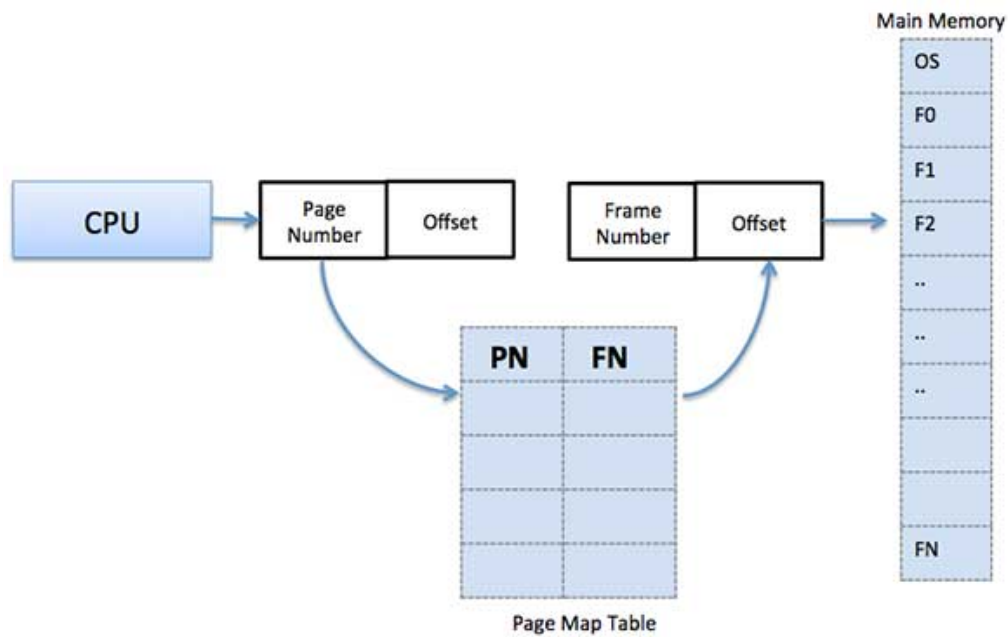 Main Memory
OS
F0
F1
F2
..
..
..
FN
CPU
Page
Number
Offset
Frame
Number
Offset
PN
FN
Page Map Table